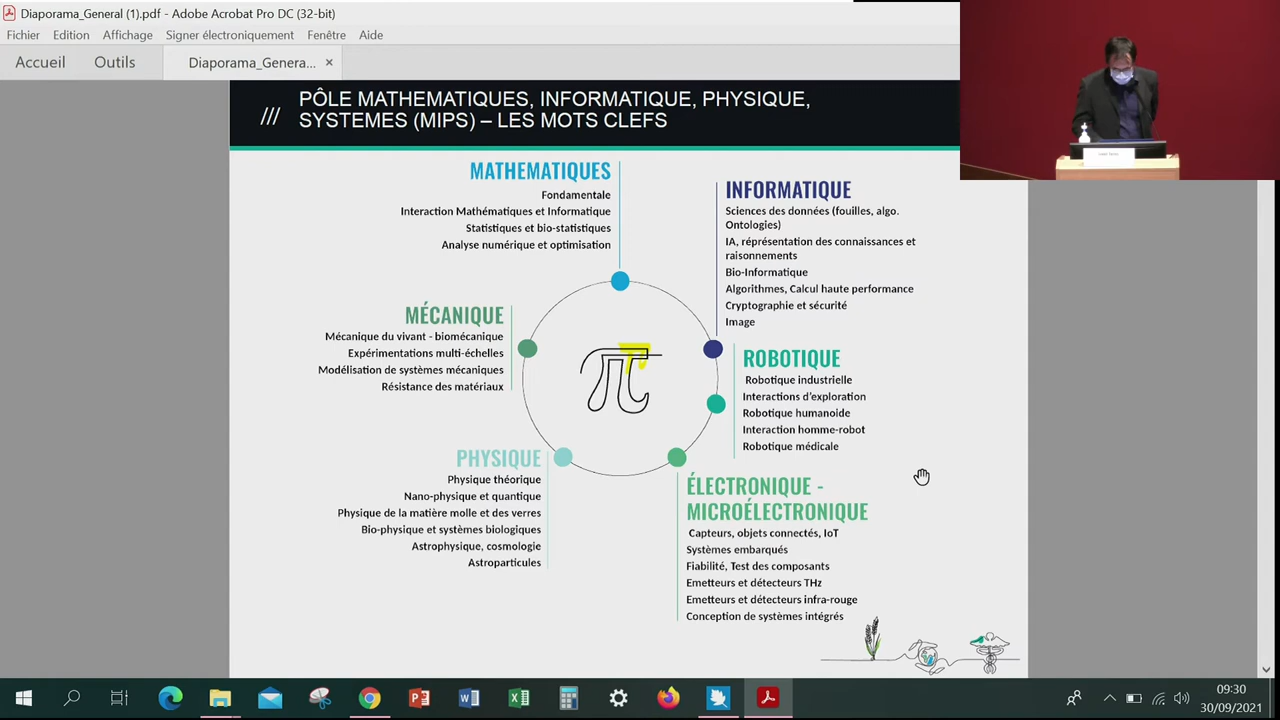 Diaporama_General (1).pdf - Adobe Acrobat Pro DC (32-bit)
Fichier Edition Affichage Signer électroniquement Fenêtre Aide
Accueil Outils Diaporama_Genera... ×
/// PÔLE MATHEMATIQUES, INFORMATIQUE, PHYSIQUE,
SYSTEMES (MIPS) – LES MOTS CLEFS
MATHEMATIQUES
Fondamentale
Interaction Mathématiques et Informatique
Statistiques et bio-statistiques
Analyse numérique et optimisation
INFORMATIQUE
Sciences des données (fouilles, algo.
Ontologies)
IA, réprésentation des connaissances et
raisonnements
Bio-Informatique
Algorithmes, Calcul haute performance
Cryptographie et sécurité
Image
MÉCANIQUE
Mécanique du vivant - biomécanique
Expérimentations multi-échelles
Modélisation de systèmes mécaniques
Résistance des matériaux
π
ROBOTIQUE
Robotique industrielle
Interactions d'exploration
Robotique humanoide
Interaction homme-robot
Robotique médicale
PHYSIQUE
Physique théorique
Nano-physique et quantique
Physique de la matière molle et des verres
Bio-physique et systèmes biologiques
Astrophysique, cosmologie
Astroparticules
ÉLECTRONIQUE -
MICROÉLECTRONIQUE
Capteurs, objets connectés, IoT
Systèmes embarqués
Fiabilité, Test des composants
Emetteurs et détecteurs THz
Emetteurs et détecteurs infra-rouge
Conception de systèmes intégrés
09:30
30/09/2021